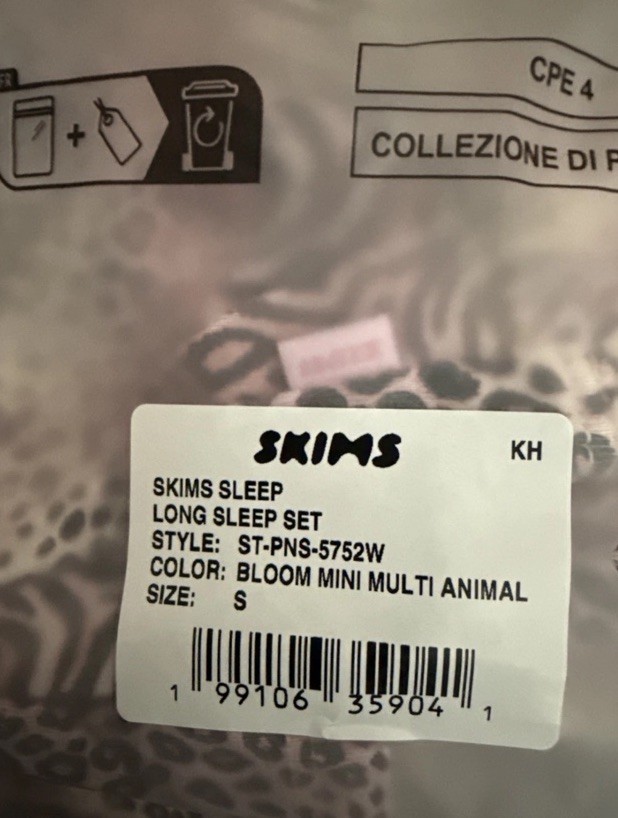 FR
CPE 4
COLLEZIONE DI
SKIMS
KH
SKIMS SLEEP
LONG SLEEP SET
STYLE: ST-PNS-5752W
COLOR: BLOOM MINI MULTI ANIMAL
SIZE: S
1 99106 35904 1